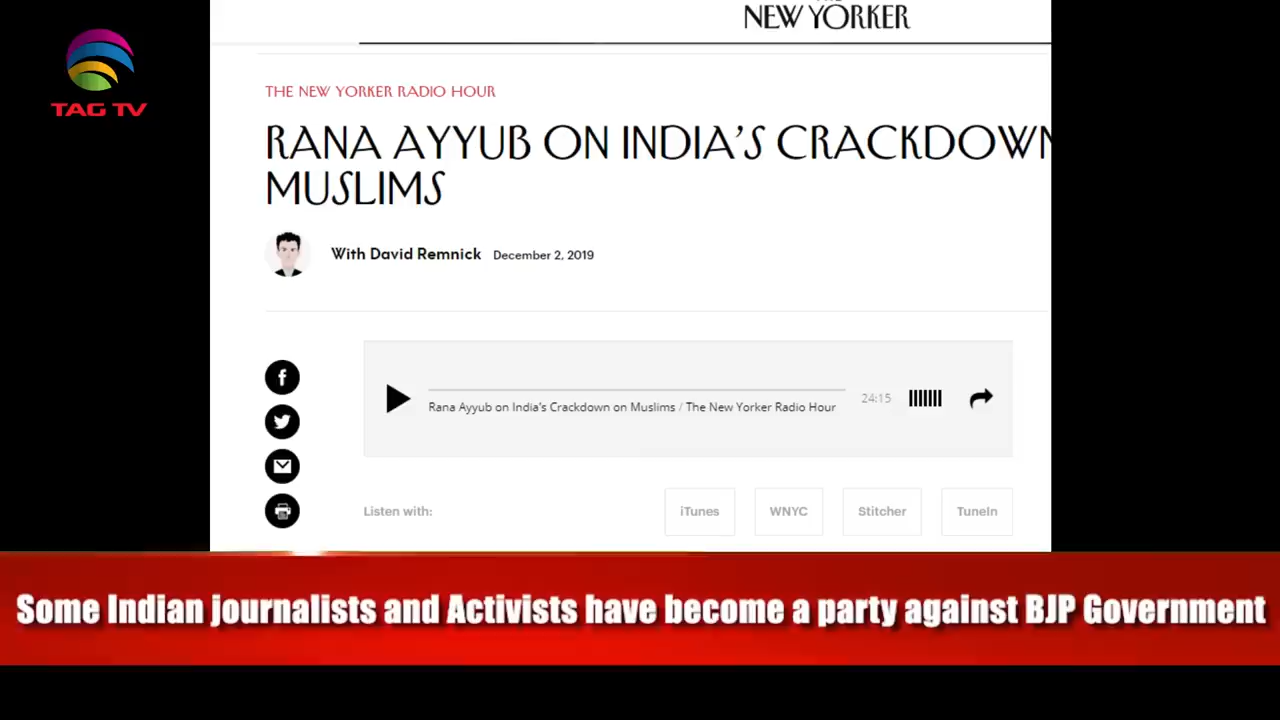 NEW YORKER
TAG TV
THE NEW YORKER RADIO HOUR
RANA AYYUB ON INDIA'S CRACKDOWN
MUSLIMS
With David Remnick December 2, 2019
24:15
Rana Ayyub on India's Crackdown on Muslims / The New Yorker Radio Hour
Listen with: iTunes WNYC Stitcher TuneIn
Some Indian journalists and Activists have become a party against BJP Government